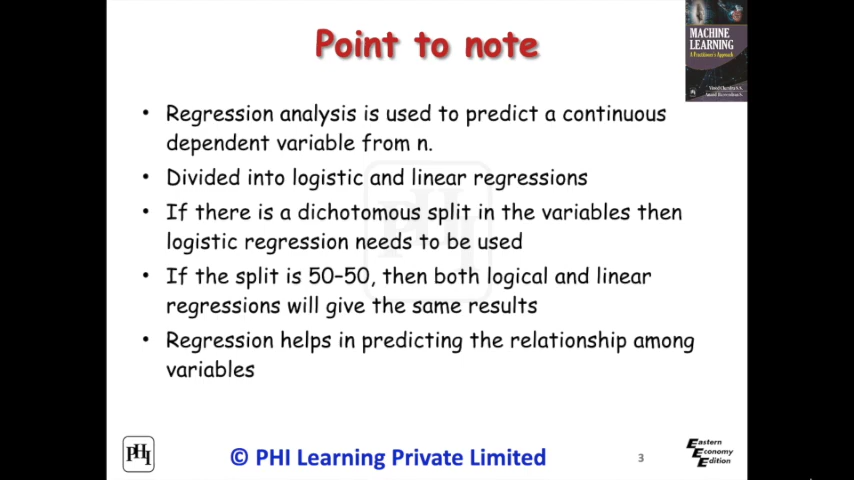 Point to note
MACHINE
LEARNING
A Practitioner's Approach
• Regression analysis is used to predict a continuous
dependent variable from n.
• Divided into logistic and linear regressions
• If there is a dichotomous split in the variables then
logistic regression needs to be used
• If the split is 50–50, then both logical and linear
regressions will give the same results
• Regression helps in predicting the relationship among
variables
PHI
PHI
© PHI Learning Private Limited
3
Eastern
Economy
Edition